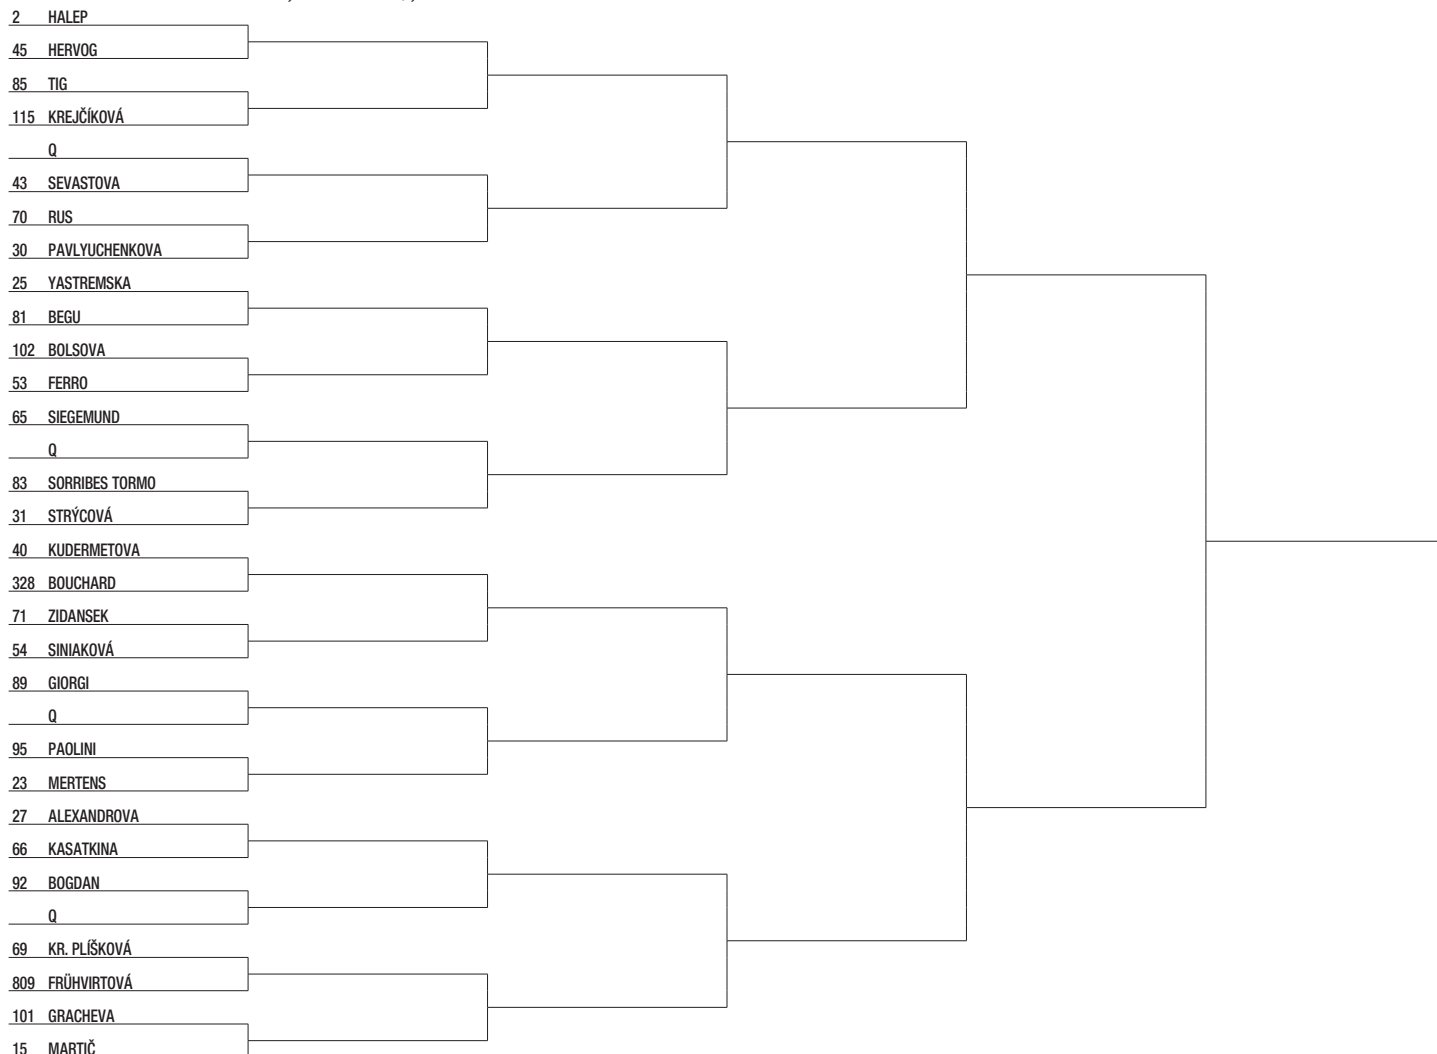 2 HALEP
45 HERVOG
85 TIG
115 KREJČÍKOVÁ
Q
43 SEVASTOVA
70 RUS
30 PAVLYUCHENKOVA
25 YASTREMSKA
81 BEGU
102 BOLSOVA
53 FERRO
65 SIEGEMUND
Q
83 SORRIBES TORMO
31 STRÝCOVÁ
40 KUDERMETOVA
328 BOUCHARD
71 ZIDANSEK
54 SINIAKOVÁ
89 GIORGI
Q
95 PAOLINI
23 MERTENS
27 ALEXANDROVA
66 KASATKINA
92 BOGDAN
Q
69 KR. PLÍŠKOVÁ
809 FRÜHVIRTOVÁ
101 GRACHEVA
15 MARTIČ